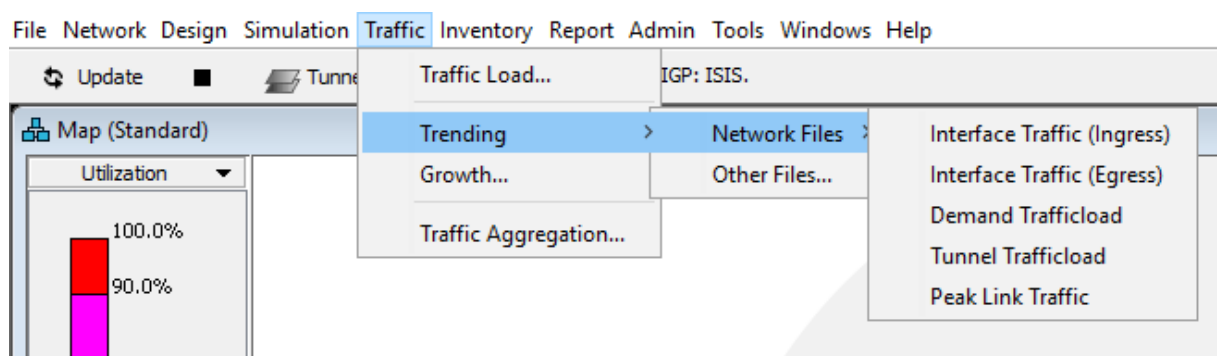 File Network Design Simulation Traffic Inventory Report Admin Tools Windows Help
Update Tunne IGP: ISIS.
Traffic Load...
Map (Standard)
Trending > Network Files > Interface Traffic (Ingress)
Utilization Growth... Other Files... Interface Traffic (Egress)
100.0% Traffic Aggregation... Demand Trafficload
Tunnel Trafficload
90.0% Peak Link Traffic